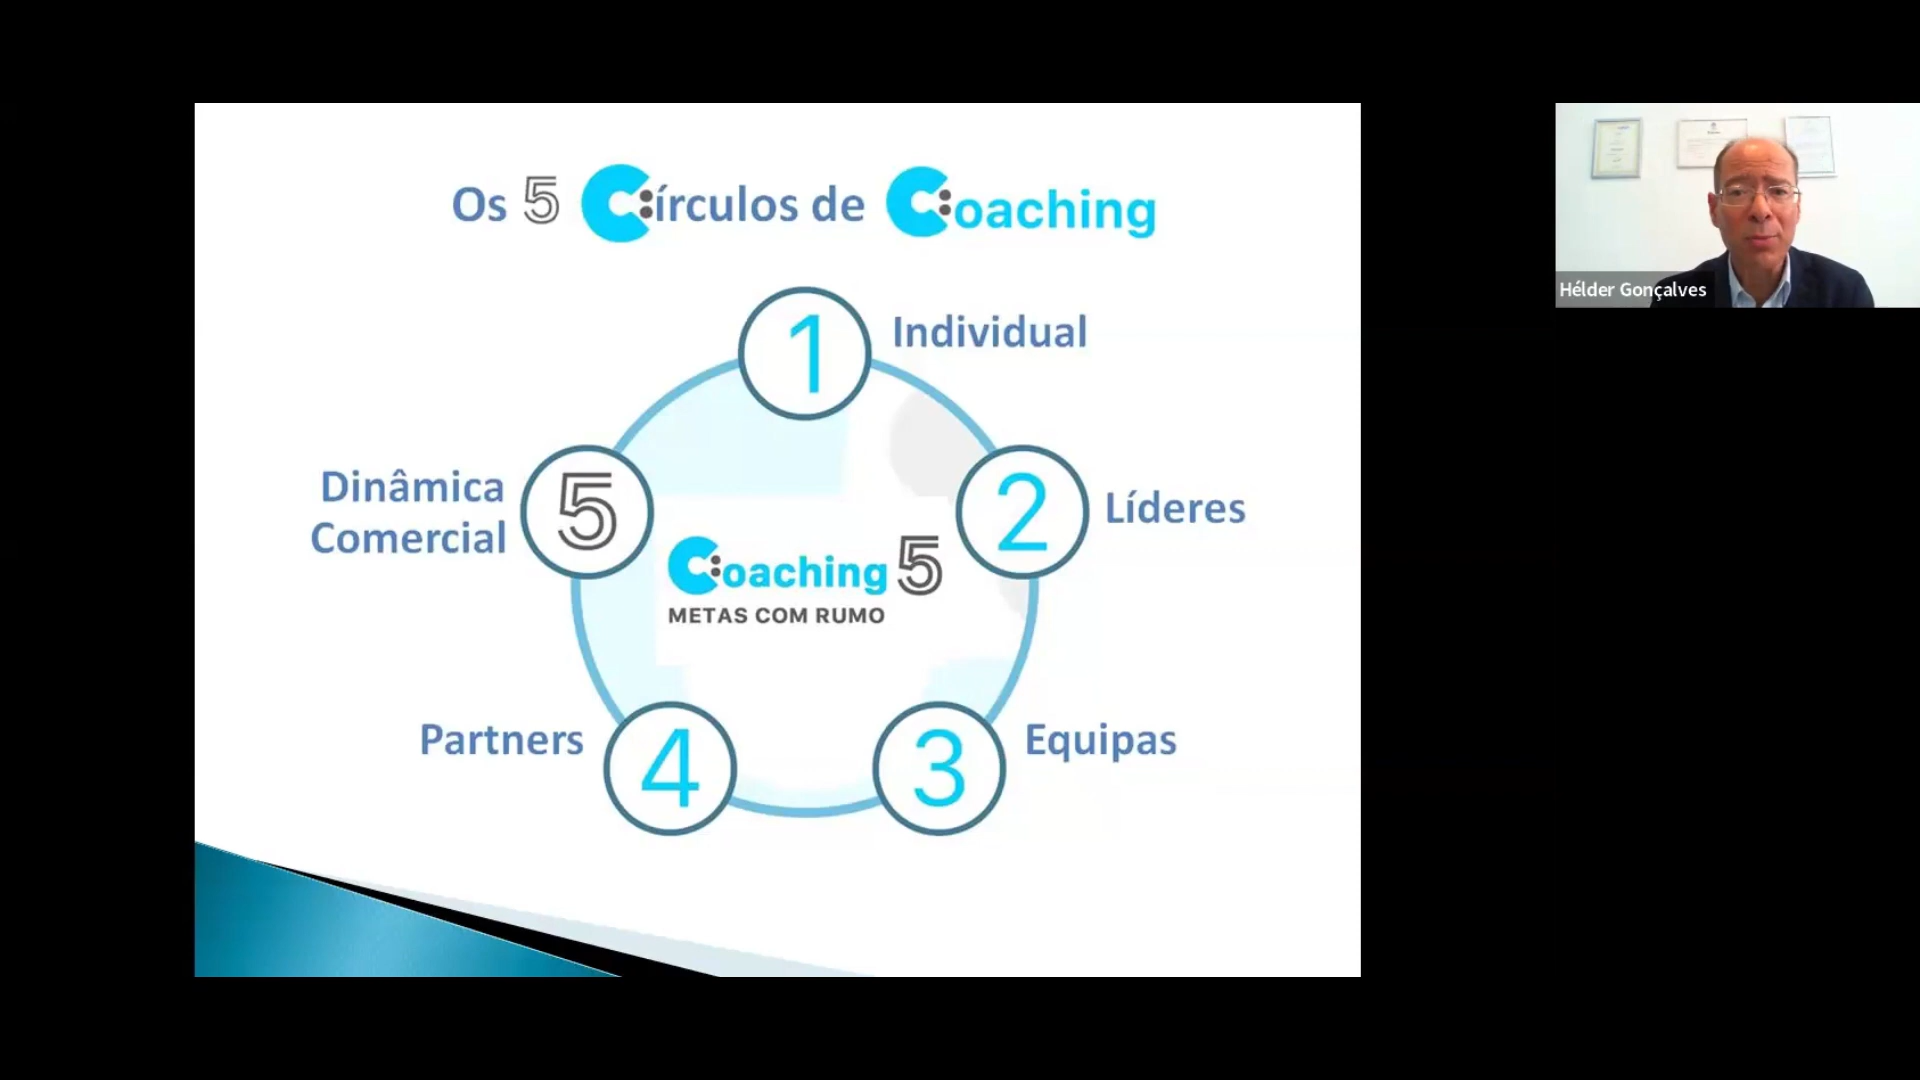 Os 5 Círculos de Coaching
1
Individual
2
Líderes
3
Equipas
4
Partners
5
Dinâmica
Comercial
Coaching 5
METAS COM RUMO
Hélder Gonçalves